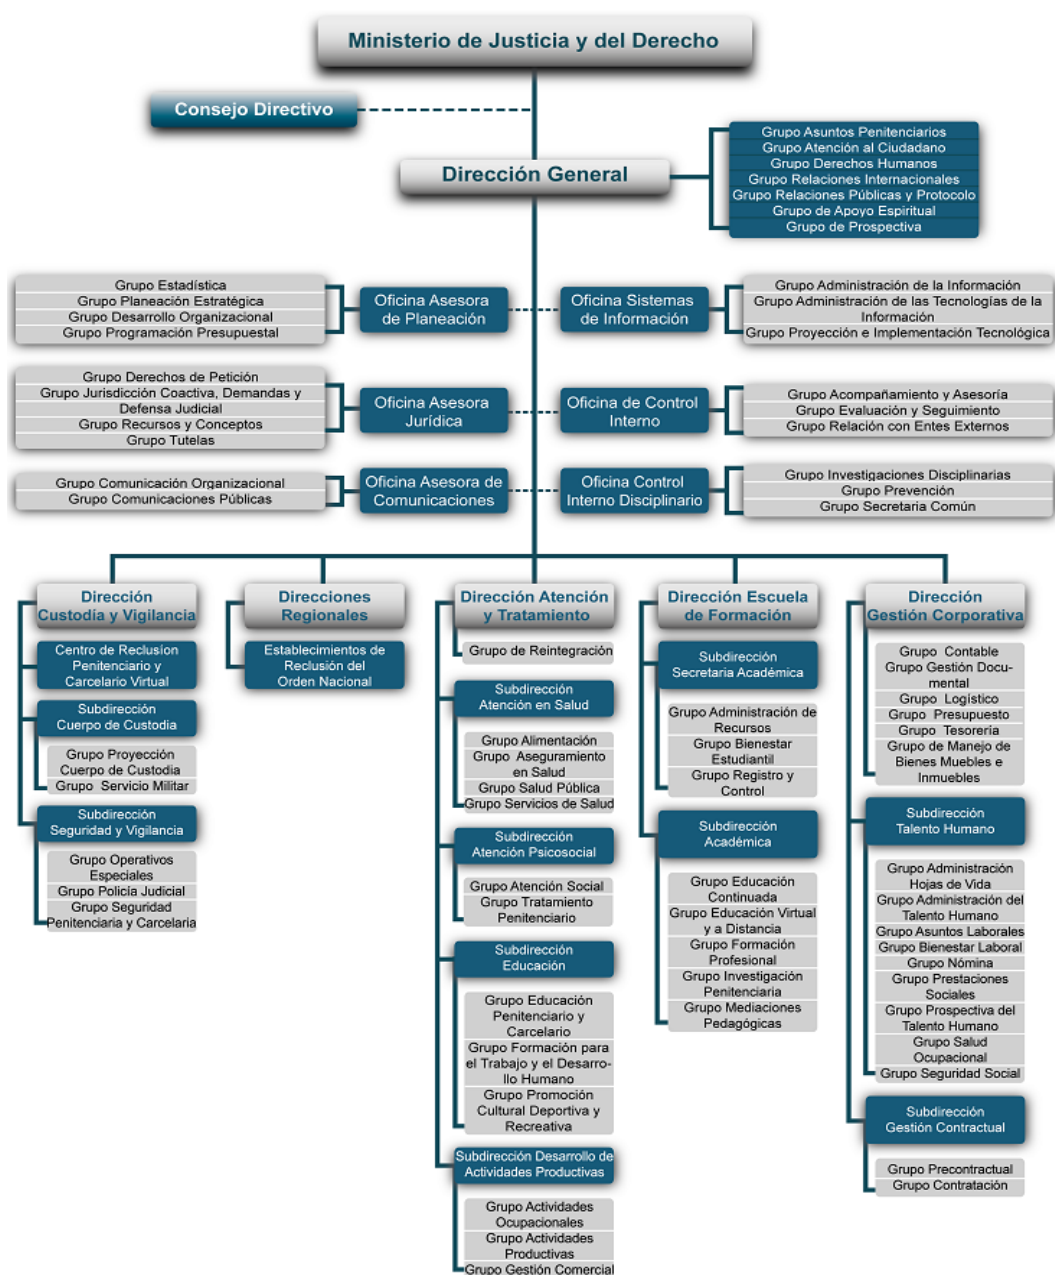 Ministerio de Justicia y del Derecho
Consejo Directivo
Dirección General
Grupo Asuntos Penitenciarios
Grupo Atención al Ciudadano
Grupo Derechos Humanos
Grupo Relaciones Internacionales
Grupo Relaciones Públicas y Protocolo
Grupo de Apoyo Espiritual
Grupo de Prospectiva
Grupo Estadística
Grupo Planeación Estratégica
Grupo Desarrollo Organizacional
Grupo Programación Presupuestal
Oficina Asesora
de Planeación
Oficina Sistemas
de Información
Grupo Administración de la Información
Grupo Administración de las Tecnologías de la
Información
Grupo Proyección e Implementación Tecnológica
Grupo Derechos de Petición
Grupo Jurisdicción Coactiva, Demandas y
Defensa Judicial
Grupo Recursos y Conceptos
Grupo Tutelas
Oficina Asesora
Jurídica
Oficina de Control
Interno
Grupo Acompañamiento y Asesoría
Grupo Evaluación y Seguimiento
Grupo Relación con Entes Externos
Grupo Comunicación Organizacional
Grupo Comunicaciones Públicas
Oficina Asesora de
Comunicaciones
Oficina Control
Interno Disciplinario
Grupo Investigaciones Disciplinarias
Grupo Prevención
Grupo Secretaria Común
Dirección
Custodía y Vigilancia
Centro de Reclusíon
Penitenciario y
Carcelario Virtual
Subdirección
Cuerpo de Custodia
Grupo Proyección
Cuerpo de Custodia
Grupo Servicio Militar
Subdirección
Seguridad y Vigilancia
Grupo Operativos
Especiales
Grupo Policía Judicial
Grupo Seguridad
Penitenciaria y Carcelaria
Direcciones
Regionales
Establecimientos de
Reclusión del
Orden Nacional
Dirección Atención
y Tratamiento
Grupo de Reintegración
Subdirección
Atención en Salud
Grupo Alimentación
Grupo Aseguramiento
en Salud
Grupo Salud Pública
Grupo Servicios de Salud
Subdirección
Atención Psicosocial
Grupo Atención Social
Grupo Tratamiento
Penitenciario
Subdirección
Educación
Grupo Educación
Penitenciario y
Carcelario
Grupo Formación para
el Trabajo y el Desarro-
llo Humano
Grupo Promoción
Cultural Deportiva y
Recreativa
Subdirección Desarrollo de
Actividades Productivas
Grupo Actividades
Ocupacionales
Grupo Actividades
Productivas
Grupo Gestión Comercial
Dirección Escuela
de Formación
Subdirección
Secretaria Académica
Grupo Administración de
Recursos
Grupo Bienestar
Estudiantil
Grupo Registro y
Control
Subdirección
Académica
Grupo Educación
Continuada
Grupo Educación Virtual
y a Distancia
Grupo Formación
Profesional
Grupo Investigación
Penitenciaria
Grupo Mediaciones
Pedagógicas
Dirección
Gestión Corporativa
Grupo Contable
Grupo Gestión Docu-
mental
Grupo Logístico
Grupo Presupuesto
Grupo Tesorería
Grupo de Manejo de
Bienes Muebles e
Inmuebles
Subdirección
Talento Humano
Grupo Administración
Hojas de Vida
Grupo Administración del
Talento Humano
Grupo Asuntos Laborales
Grupo Bienestar Laboral
Grupo Nómina
Grupo Prestaciones
Sociales
Grupo Prospectiva del
Talento Humano
Grupo Salud
Ocupacional
Grupo Seguridad Social
Subdirección
Gestión Contractual
Grupo Precontractual
Grupo Contratación